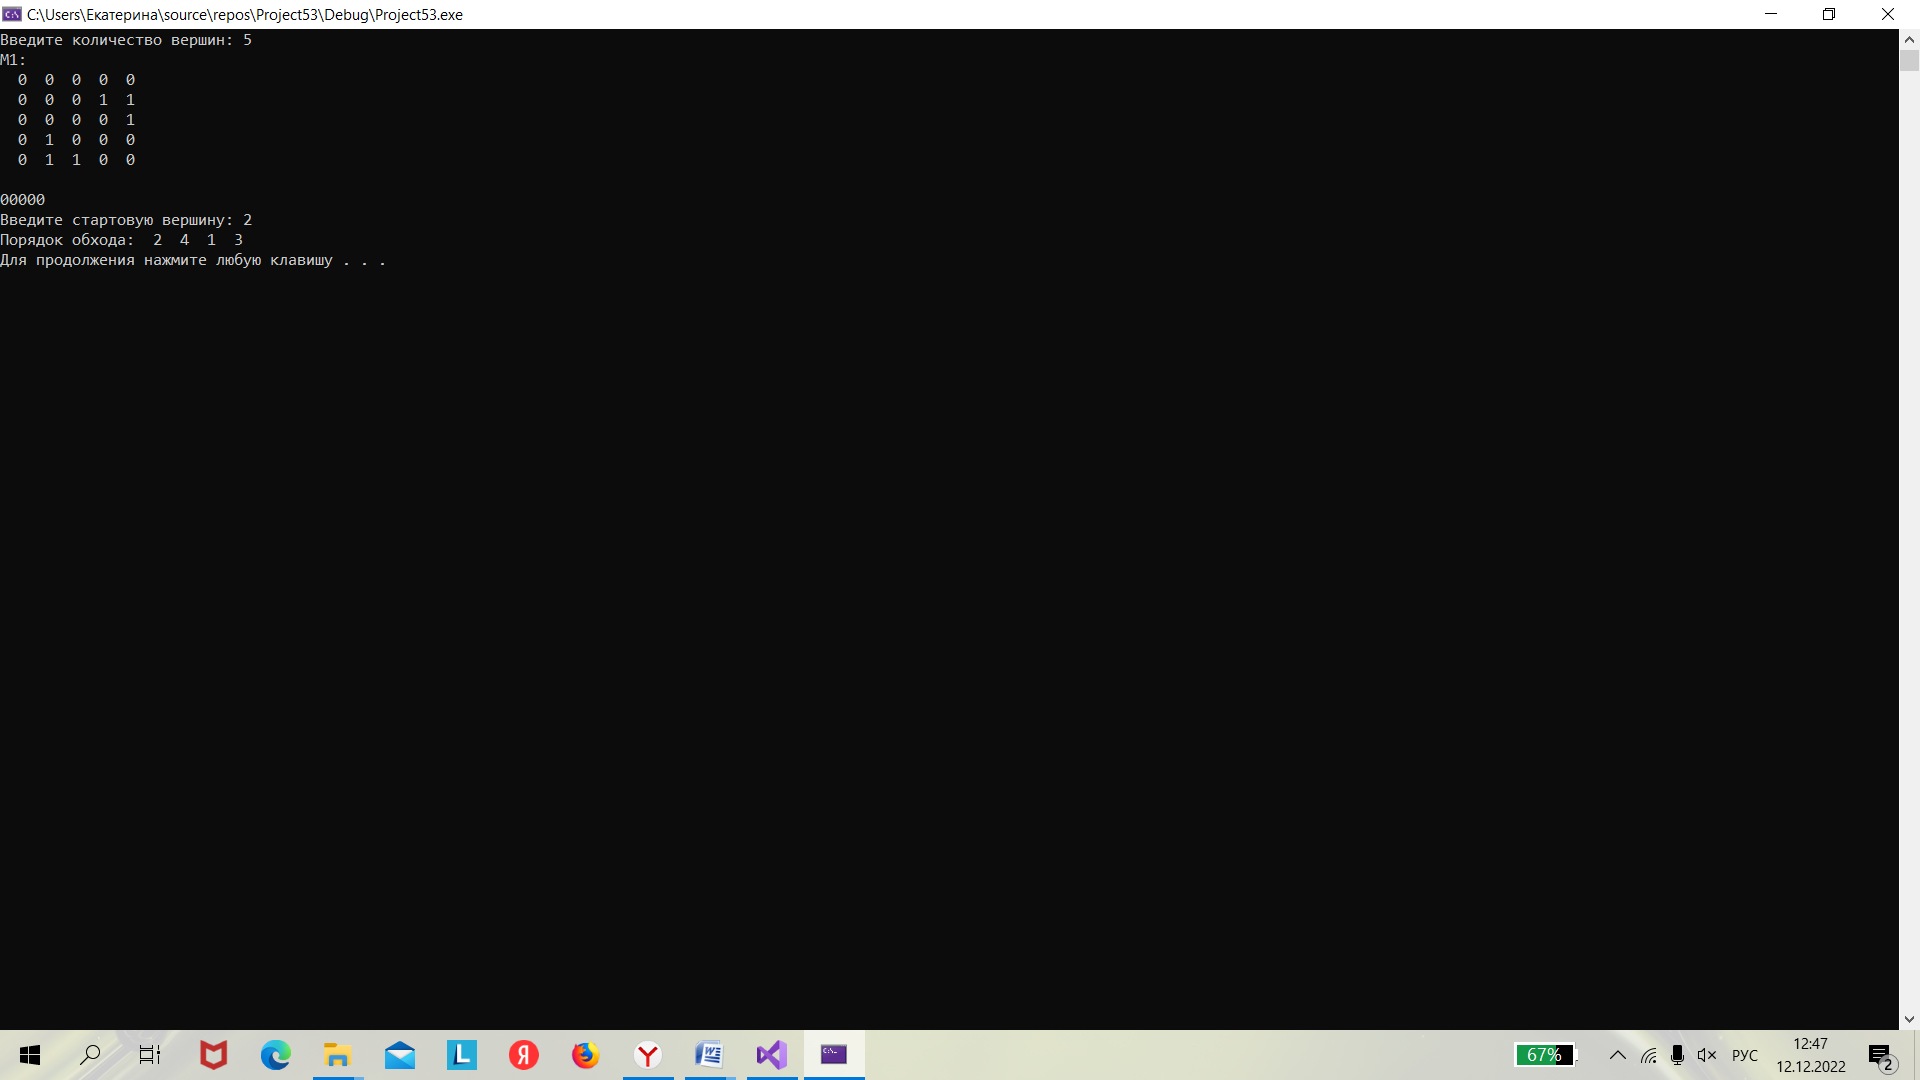 C:\Users\Екатерина\source\repos\Project53\Debug\Project53.exe
Введите количество вершин: 5
M1:
0 0 0 0 0
0 0 0 1 1
0 0 0 0 1
0 1 0 0 0
0 1 1 0 0
00000
Введите стартовую вершину: 2
Порядок обхода: 2 4 1 3
Для продолжения нажмите любую клавишу . . .
67%
РУС
12:47
12.12.2022
2